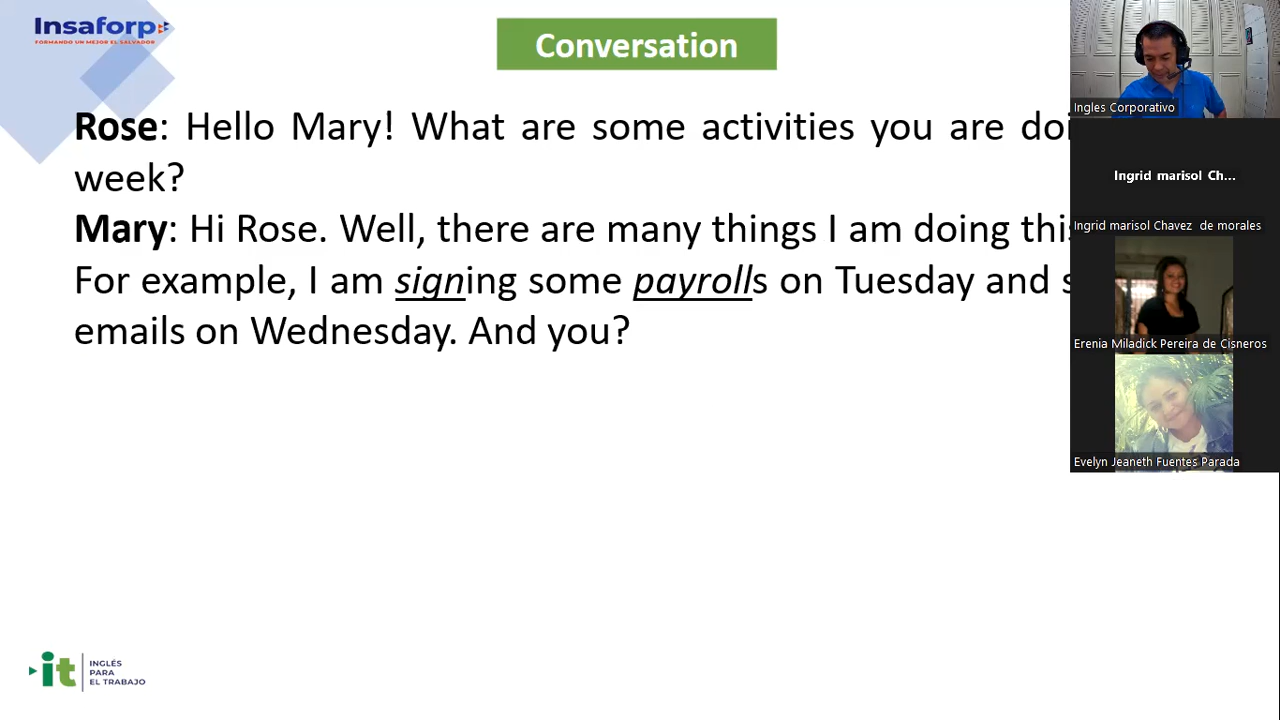 Insaforp
FORMANDO UN MEJOR EL SALVADOR
Conversation
Rose: Hello Mary! What are some activities you are doi
week?
Mary: Hi Rose. Well, there are many things I am doing this
For example, I am signing some payrolls on Tuesday and s
emails on Wednesday. And you?
Ingles Corporativo
Ingrid marisol Ch...
Ingrid marisol Chavez de morales
Erenia Miladick Pereira de Cisneros
Evelyn Jeaneth Fuentes Parada
it
INGLÉS
PARA
EL TRABAJO